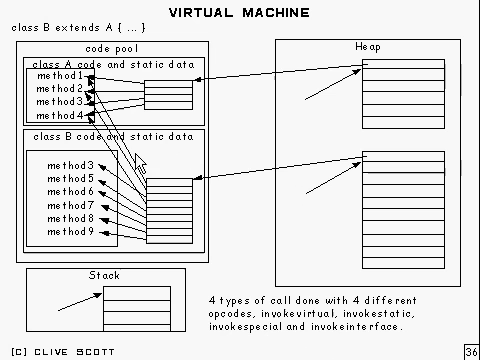 VIRTUAL MACHINE
class B extends A { ... }
code pool
class A code and static data
method1
method2
method3
method4
class B code and static data
method3
method5
method6
method7
method8
method9
Heap
Stack
4 types of call done with 4 different
opcodes, invokevirtual, invokestatic,
invokespecial and invokeinterface.
[C] CLIVE SCOTT
36